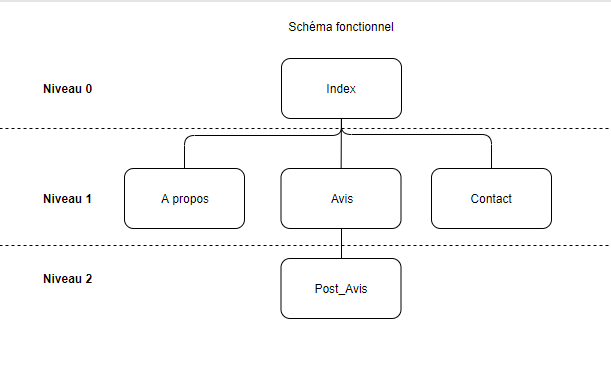 Schéma fonctionnel
Niveau 0
Index
Niveau 1
A propos
Avis
Contact
Niveau 2
Post_Avis